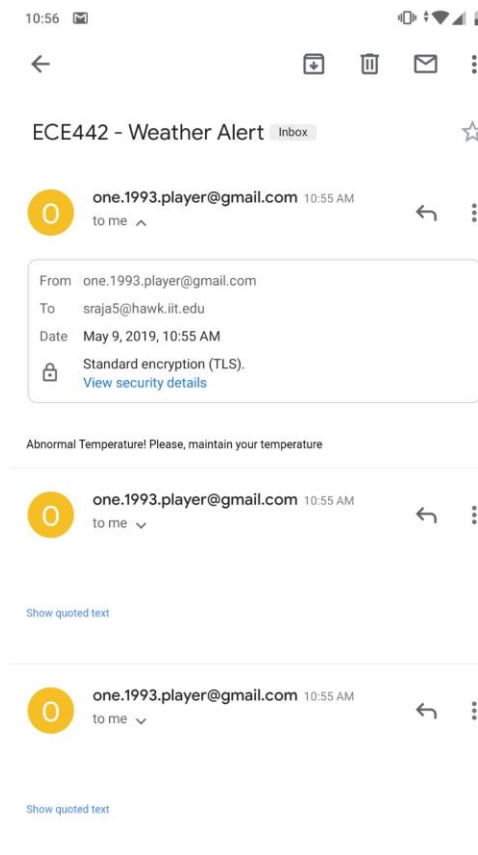 10:56
ECE442 - Weather Alert Inbox
O
one.1993.player@gmail.com 10:55 AM
to me
From one.1993.player@gmail.com
To sraja5@hawk.iit.edu
Date May 9, 2019, 10:55 AM
Standard encryption (TLS).
View security details
Abnormal Temperature! Please, maintain your temperature
O
one.1993.player@gmail.com 10:55 AM
to me
Show quoted text
O
one.1993.player@gmail.com 10:55 AM
to me
Show quoted text